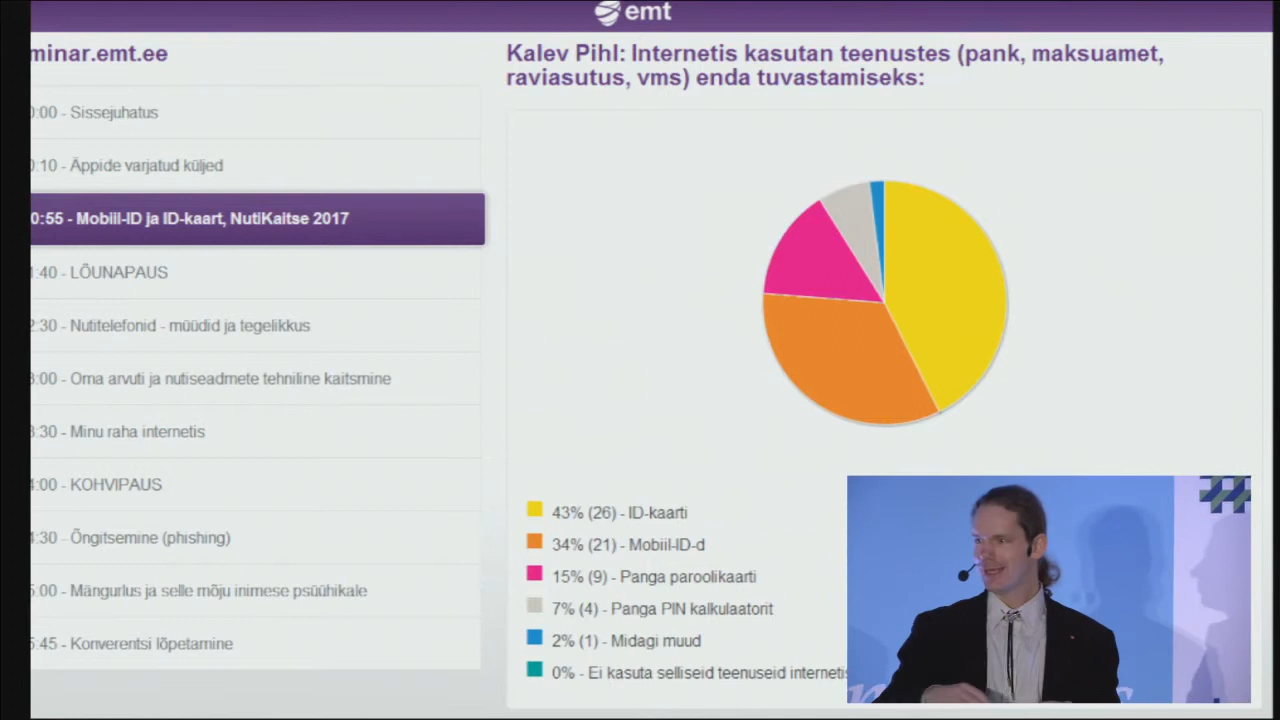 emt
minar.emt.ee
0:00 - Sissejuhatus
0:10 - Äppide varjatud küljed
0:55 - Mobiil-ID ja ID-kaart, NutiKaitse 2017
1:40 - LÕUNAPAUS
2:30 - Nutitelefonid - müüdid ja tegelikkus
3:00 - Oma arvuti ja nutiseadmete tehniline kaitsmine
3:30 - Minu raha internetis
4:00 - KOHVIPAUS
4:30 - Õngitsemine (phishing)
5:00 - Mängurlus ja selle mõju inimese psüühikale
5:45 - Konverentsi lõpetamine
Kalev Pihl: Internetis kasutan teenustes (pank, maksuamet,
raviasutus, vms) enda tuvastamiseks:
43% (26) - ID-kaarti
34% (21) - Mobiil-ID-d
15% (9) - Panga paroolikaarti
7% (4) - Panga PIN kalkulaatorit
2% (1) - Midagi muud
0% - Ei kasuta selliseid teenuseid internetis